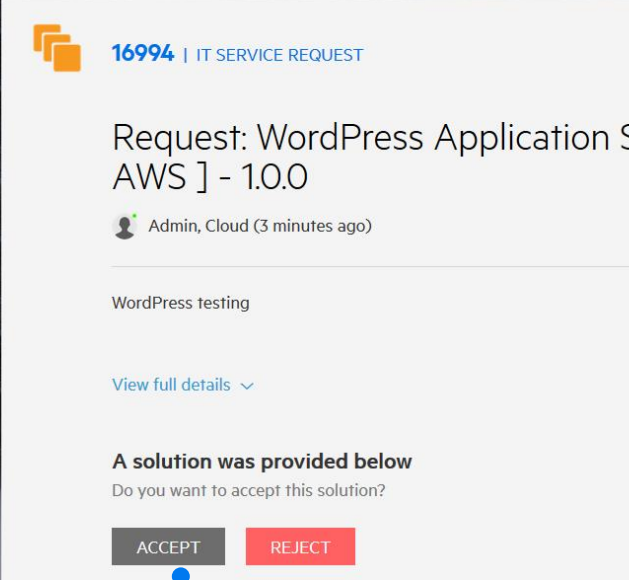 16994 | IT SERVICE REQUEST
Request: WordPress Application
AWS ] - 1.0.0
Admin, Cloud (3 minutes ago)
WordPress testing
View full details
A solution was provided below
Do you want to accept this solution?
ACCEPT REJECT